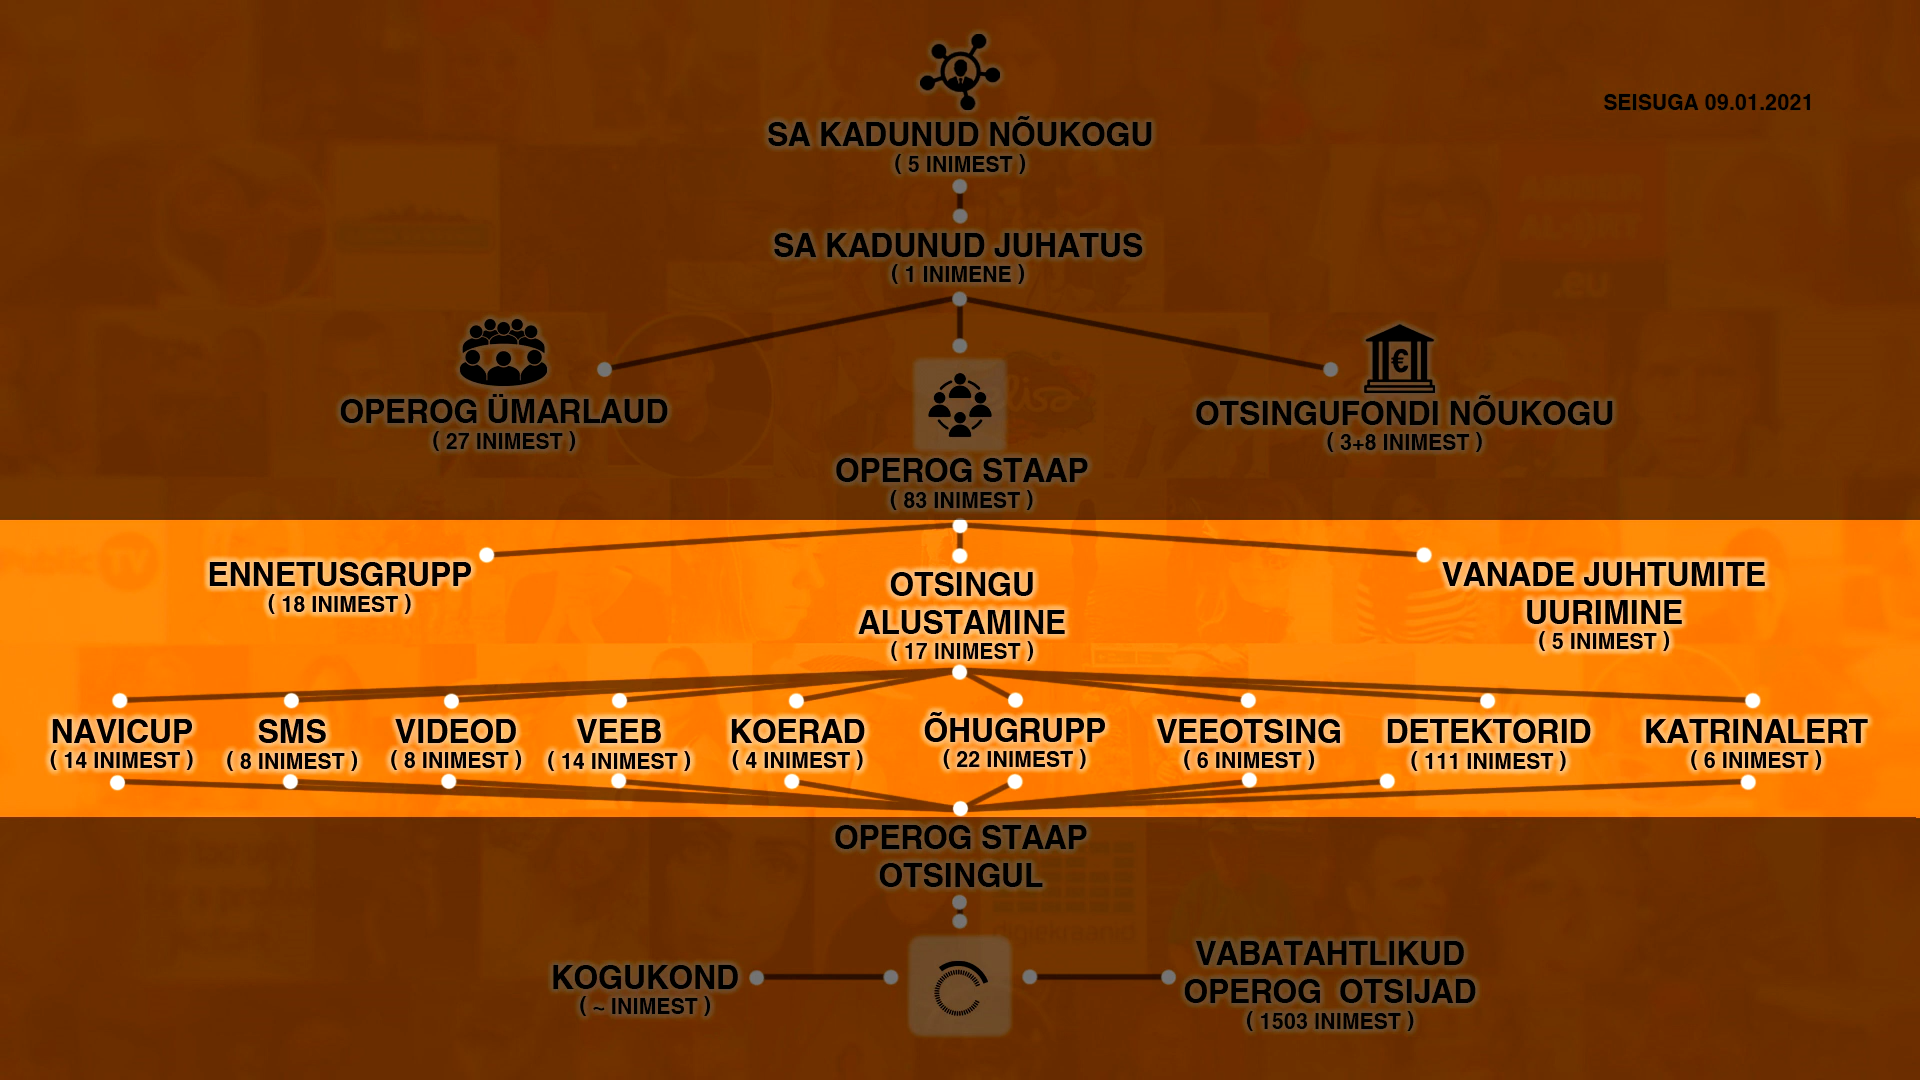 SEISUGA 09.01.2021
SA KADUNUD NÕUKOGU
( 5 INIMEST )
SA KADUNUD JUHATUS
( 1 INIMENE )
OPEROG ÜMARLAUD
( 27 INIMEST )
OTSINGUFONDI NÕUKOGU
( 3+8 INIMEST )
OPEROG STAAP
( 83 INIMEST )
ENNETUSGRUPP
( 18 INIMEST )
OTSINGU
ALUSTAMINE
( 17 INIMEST )
VANADE JUHTUMITE
UURIMINE
( 5 INIMEST )
NAVICUP
( 14 INIMEST )
SMS
( 8 INIMEST )
VIDEOD
( 8 INIMEST )
VEEB
( 14 INIMEST )
KOERAD
( 4 INIMEST )
ÕHUGRUPP
( 22 INIMEST )
VEEOTSING
( 6 INIMEST )
DETEKTORID
( 111 INIMEST )
KATRINALERT
( 6 INIMEST )
OPEROG STAAP
OTSINGUL
KOGUKOND
( ~ INIMEST )
VABATAHTLIKUD
OPEROG OTSIJAD
( 1503 INIMEST )